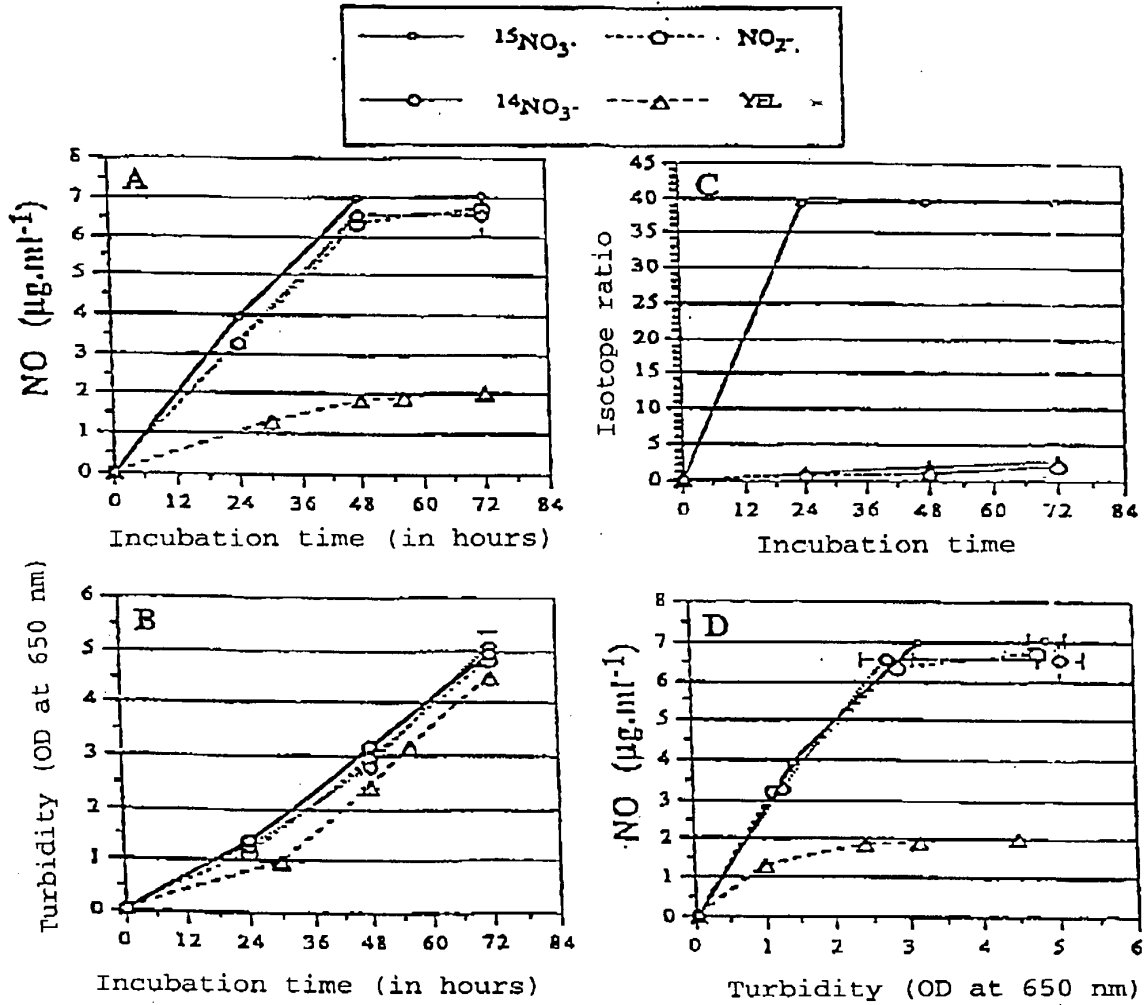 15NO3- NO2-.
14NO3- YEL
A
NO (µg.ml-1)
8
7
6
5
4
3
2
1
0
0 12 24 36 48 60 72 84
Incubation time (in hours)
C
Isotope ratio
45
40
35
30
25
20
15
10
5
0
0 12 24 36 48 60 72 84
Incubation time
B
Turbidity (OD at 650 nm)
6
5
4
3
2
1
0
0 12 24 36 48 60 72 84
Incubation time (in hours)
D
NO (µg.ml-1)
8
7
6
5
4
3
2
1
0
0 1 2 3 4 5 6
Turbidity (OD at 650 nm)